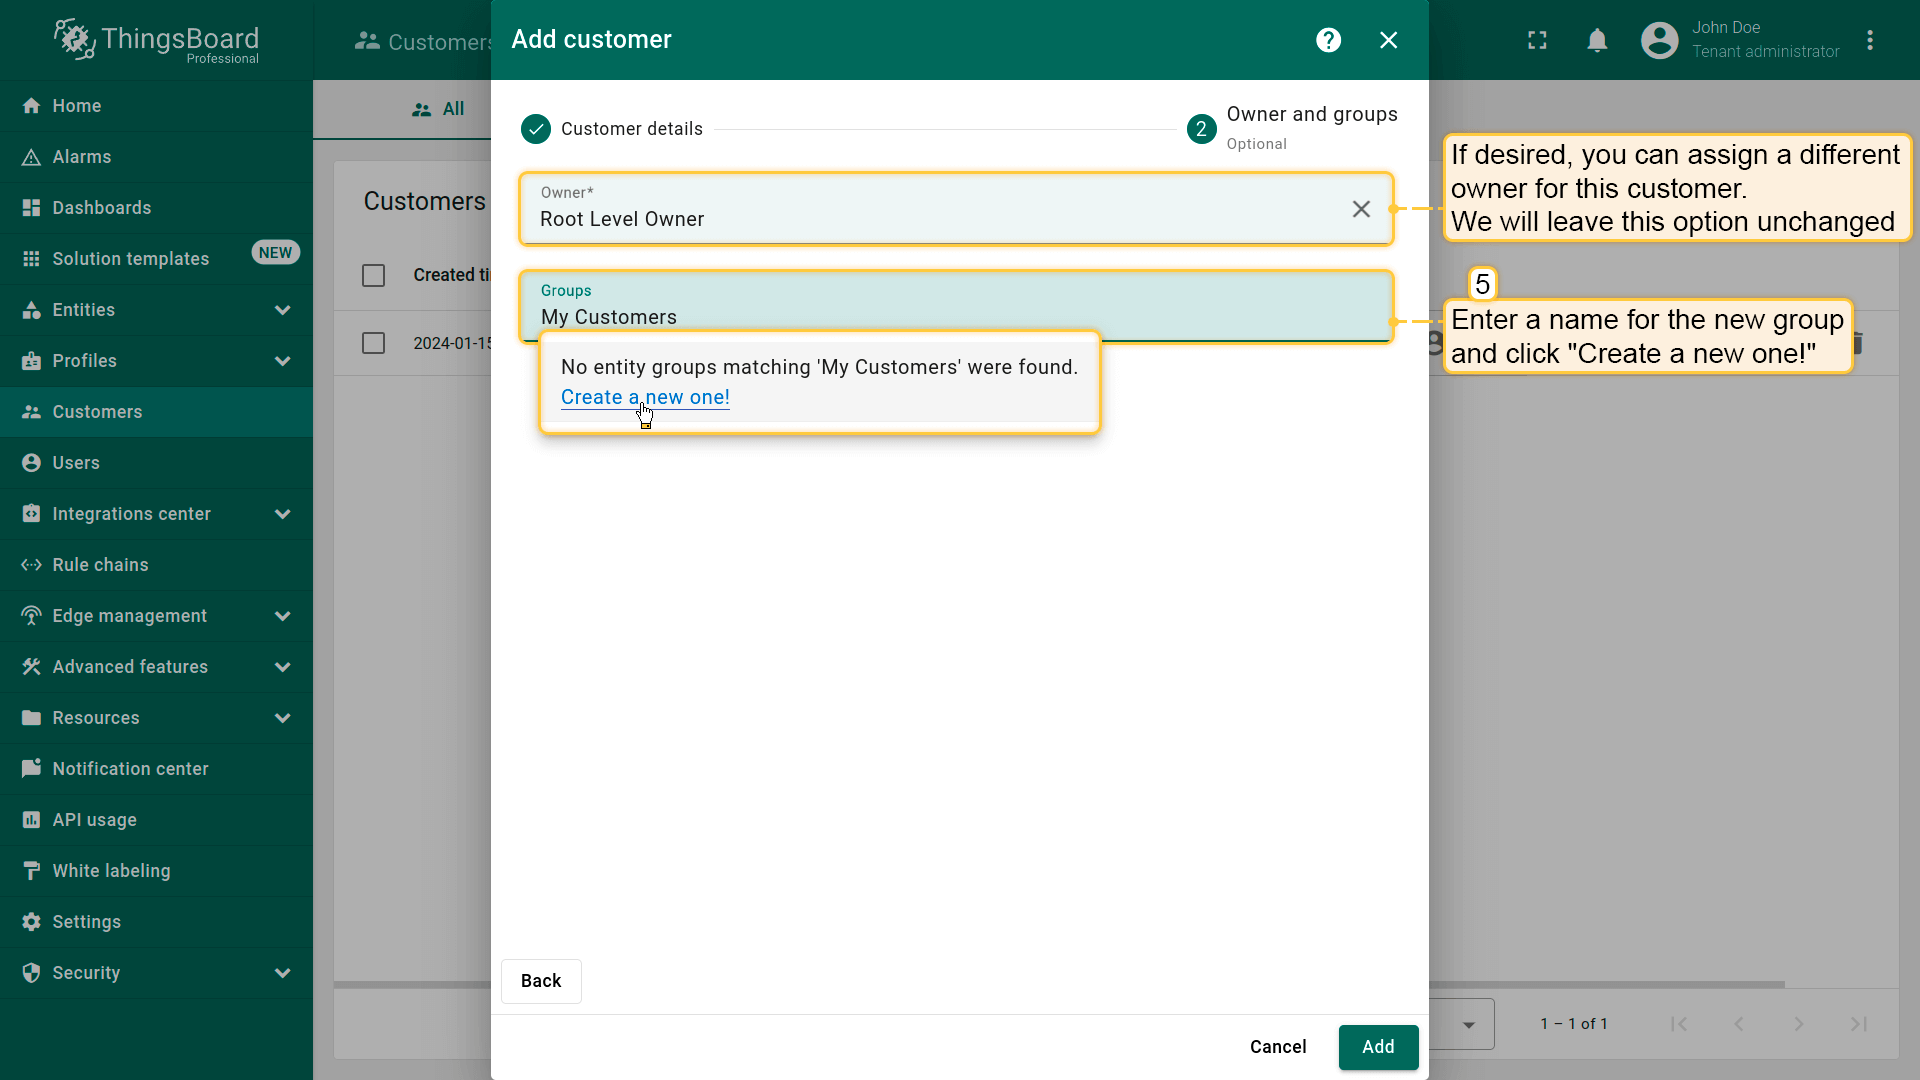 ThingsBoard
Professional
Customers
Add customer
John Doe
Tenant administrator
Home
Alarms
Dashboards
Solution templates NEW
Entities
Profiles
Customers
Users
Integrations center
Rule chains
Edge management
Advanced features
Resources
Notification center
API usage
White labeling
Settings
Security
All
Customers
Created ti
2024-01-15
Customer details
2 Owner and groups
Optional
Owner*
Root Level Owner
Groups
My Customers
No entity groups matching 'My Customers' were found.
Create a new one!
If desired, you can assign a different
owner for this customer.
We will leave this option unchanged
5
Enter a name for the new group
and click "Create a new one!"
Back
Cancel
Add
1 – 1 of 1